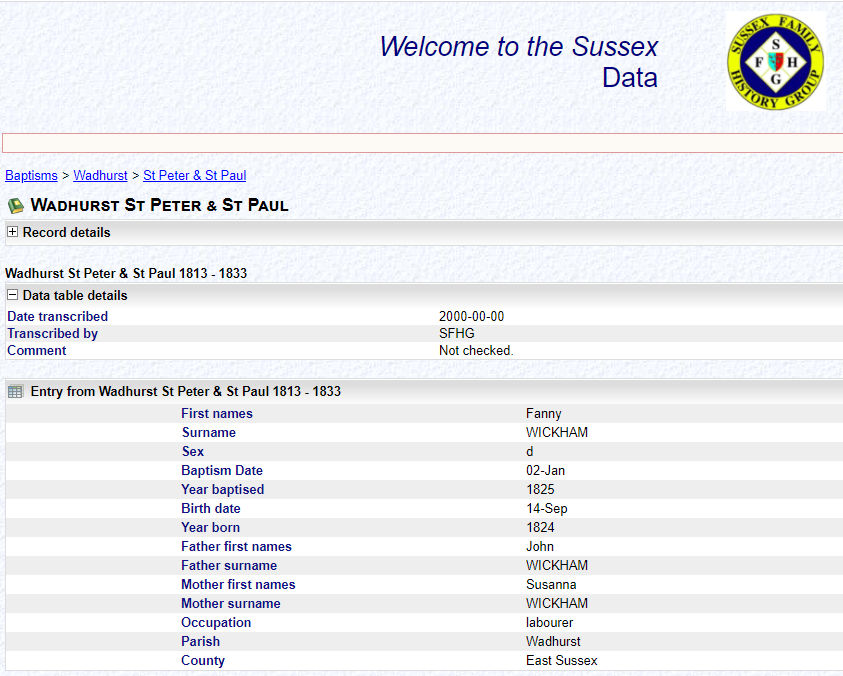 Welcome to the Sussex
Data
SUSSEX FAMILY
HISTORY GROUP
S
F H
G
Baptisms > Wadhurst > St Peter & St Paul
WADHURST ST PETER & ST PAUL
Record details
Wadhurst St Peter & St Paul 1813 - 1833
Data table details
Date transcribed 2000-00-00
Transcribed by SFHG
Comment Not checked.
Entry from Wadhurst St Peter & St Paul 1813 - 1833
First names Fanny
Surname WICKHAM
Sex d
Baptism Date 02-Jan
Year baptised 1825
Birth date 14-Sep
Year born 1824
Father first names John
Father surname WICKHAM
Mother first names Susanna
Mother surname WICKHAM
Occupation labourer
Parish Wadhurst
County East Sussex